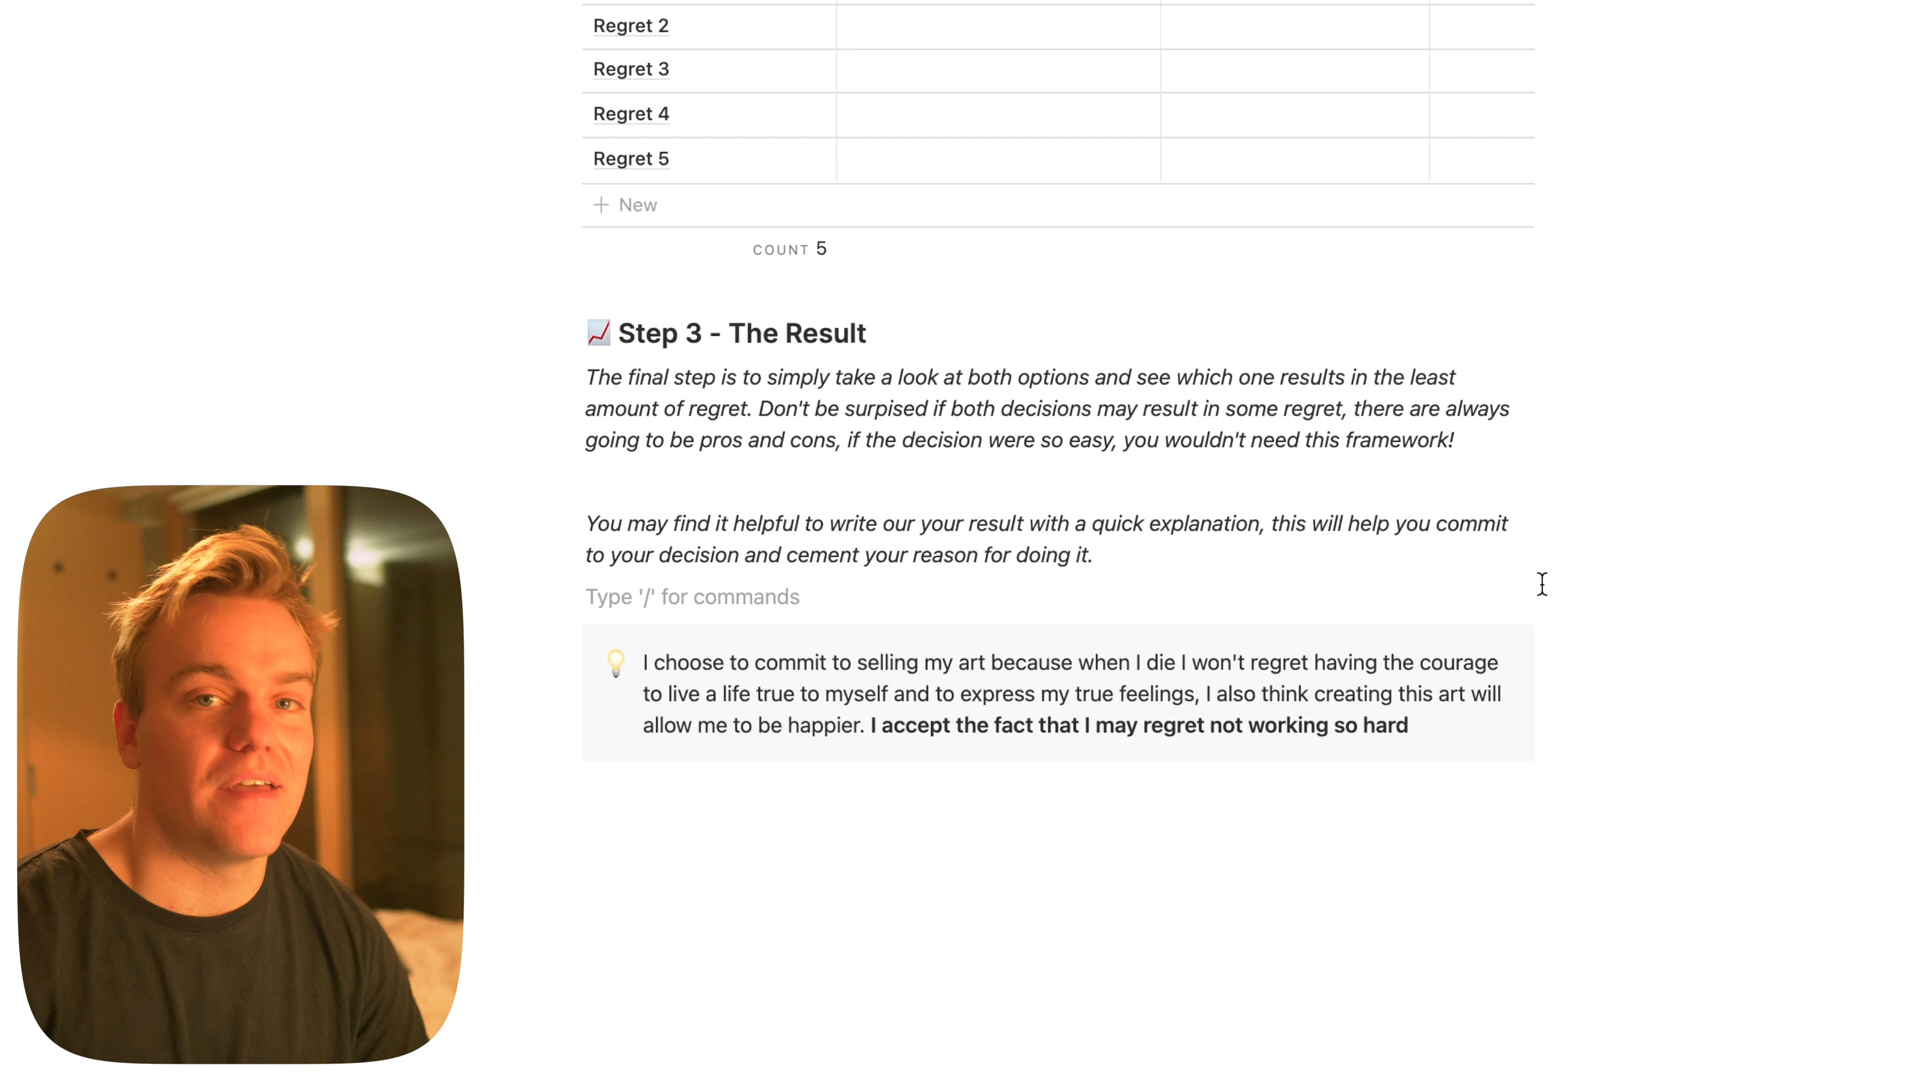 Regret 2
Regret 3
Regret 4
Regret 5
+ New
COUNT 5
Step 3 - The Result
The final step is to simply take a look at both options and see which one results in the least
amount of regret. Don't be surpised if both decisions may result in some regret, there are always
going to be pros and cons, if the decision were so easy, you wouldn't need this framework!
You may find it helpful to write our your result with a quick explanation, this will help you commit
to your decision and cement your reason for doing it.
Type '/' for commands
I choose to commit to selling my art because when I die I won't regret having the courage
to live a life true to myself and to express my true feelings, I also think creating this art will
allow me to be happier. I accept the fact that I may regret not working so hard